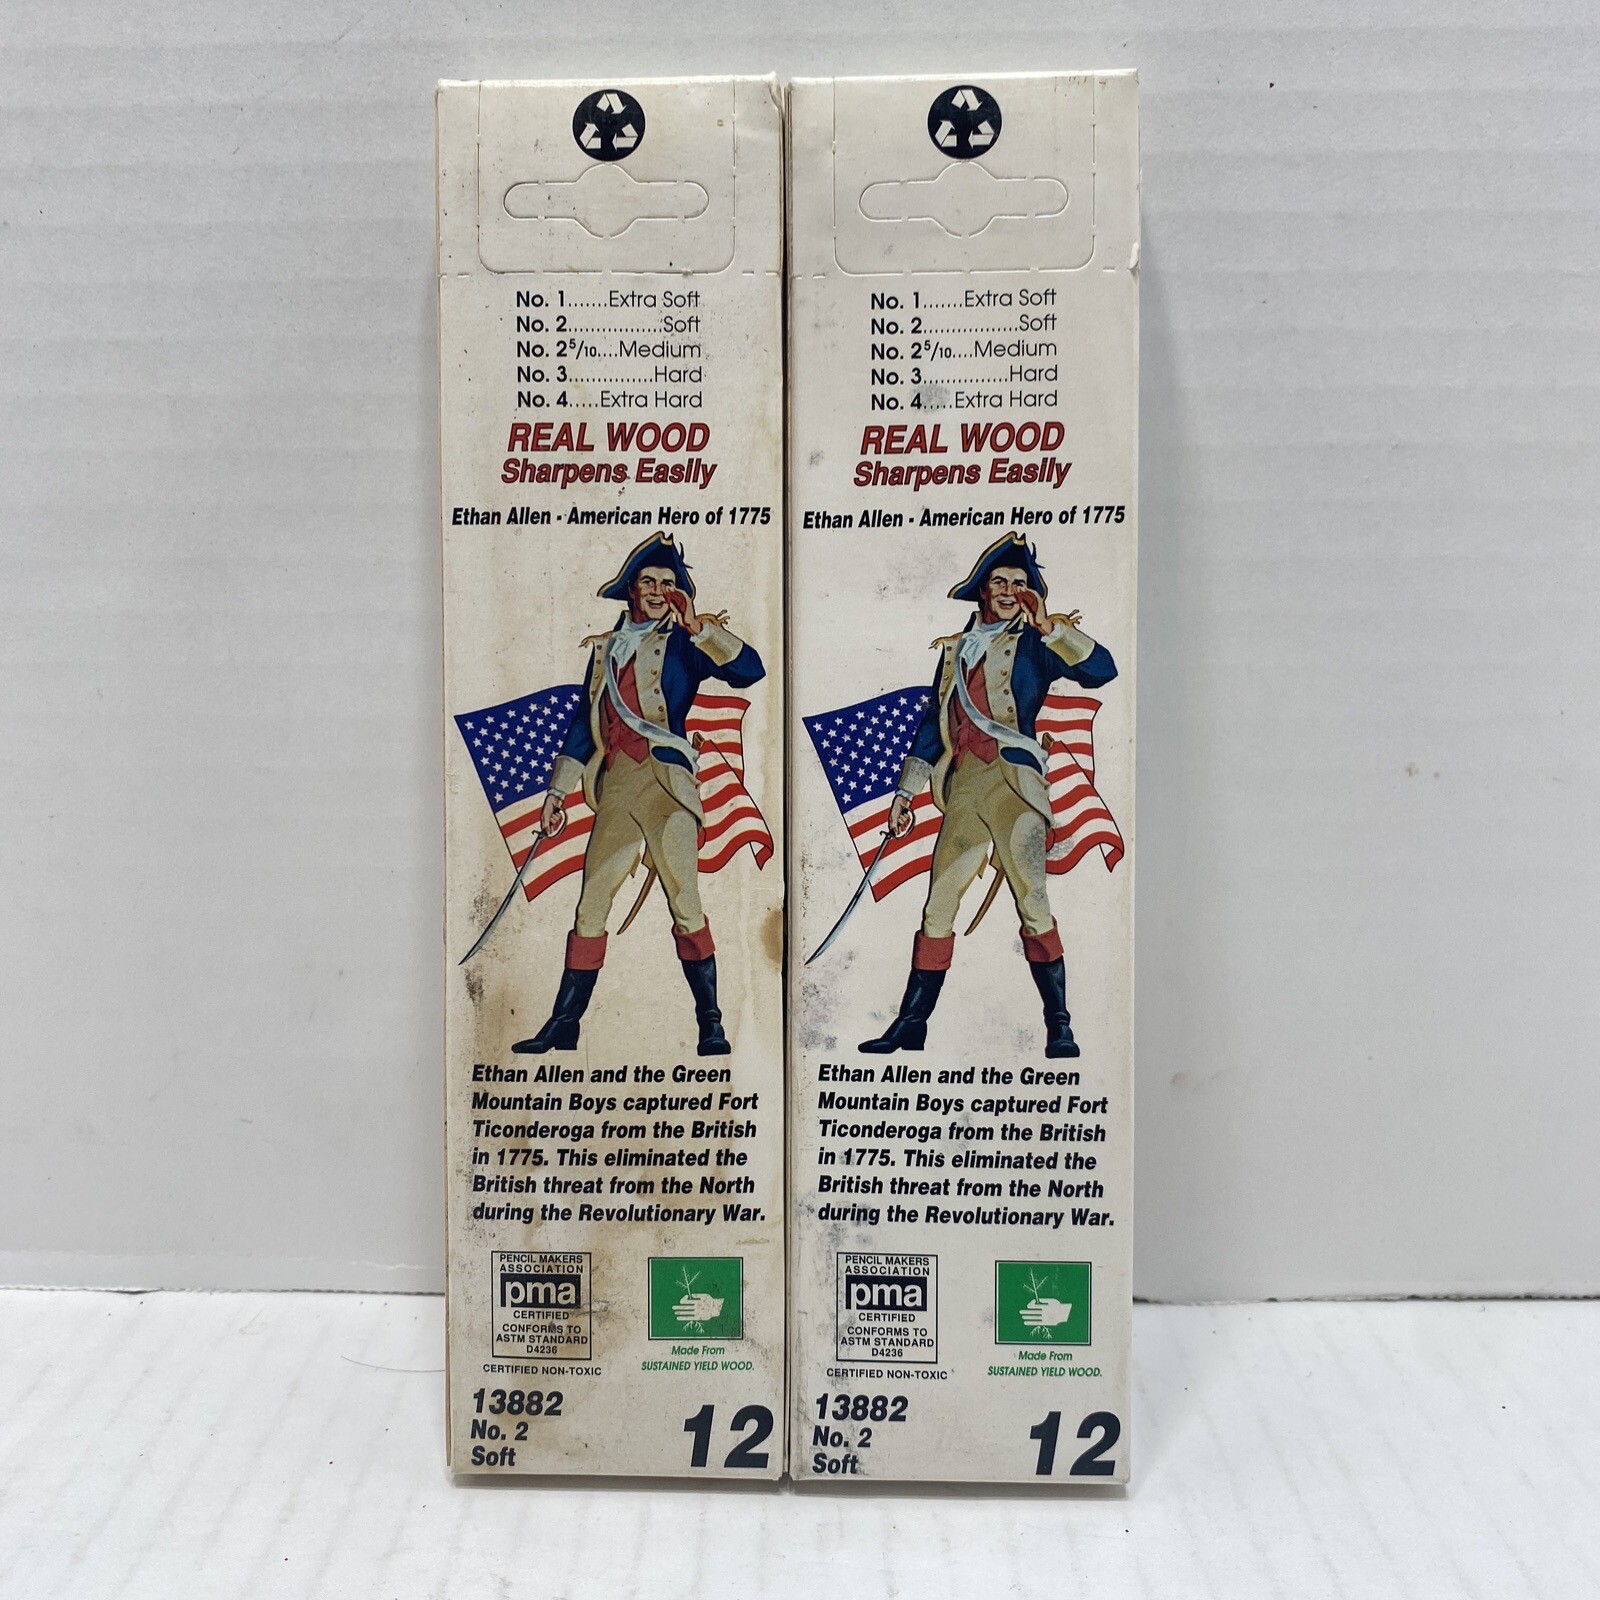 No. 1.......Extra Soft
No. 2.................Soft
No. 2⁵/10....Medium
No. 3...............Hard
No. 4.....Extra Hard
REAL WOOD
Sharpens Easily
Ethan Allen - American Hero of 1775
Ethan Allen and the Green
Mountain Boys captured Fort
Ticonderoga from the British
in 1775. This eliminated the
British threat from the North
during the Revolutionary War.
PENCIL MAKERS
ASSOCIATION
pma
CERTIFIED
CONFORMS TO
ASTM STANDARD
D4236
CERTIFIED NON-TOXIC
Made From
SUSTAINED YIELD WOOD.
13882
No. 2
Soft
12
No. 1.......Extra Soft
No. 2.................Soft
No. 2⁵/10....Medium
No. 3...............Hard
No. 4.....Extra Hard
REAL WOOD
Sharpens Easily
Ethan Allen - American Hero of 1775
Ethan Allen and the Green
Mountain Boys captured Fort
Ticonderoga from the British
in 1775. This eliminated the
British threat from the North
during the Revolutionary War.
PENCIL MAKERS
ASSOCIATION
pma
CERTIFIED
CONFORMS TO
ASTM STANDARD
D4236
CERTIFIED NON-TOXIC
Made From
SUSTAINED YIELD WOOD.
13882
No. 2
Soft
12